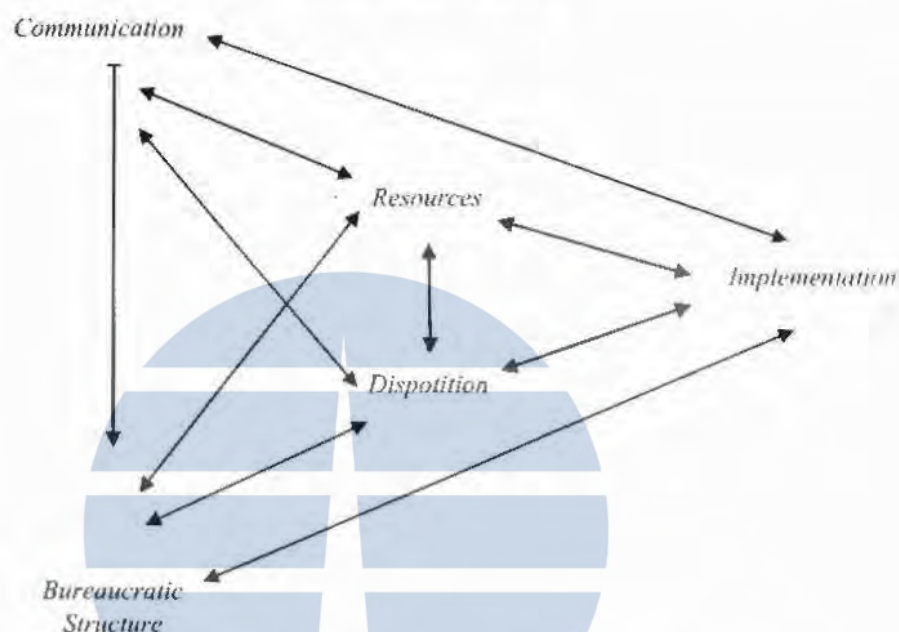 Communication
Resources
Implementation
Dispotition
Bureaucratic
Structure